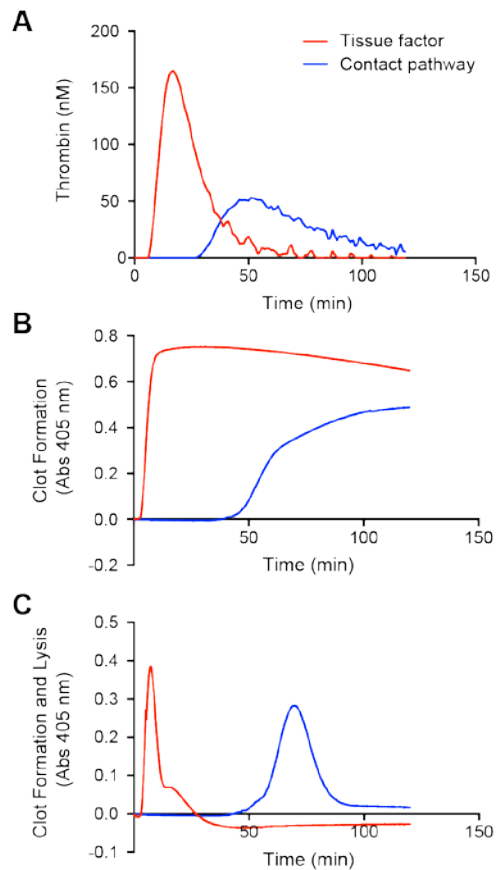 A
200
150
100
50
0
Thrombin (nM)
Tissue factor
Contact pathway
0
50
100
150
Time (min)
B
0.8
0.6
0.4
0.2
0.0
-0.2
Clot Formation
(Abs 405 nm)
50
100
150
Time (min)
C
0.5
0.4
0.3
0.2
0.1
0.0
-0.1
Clot Formation and Lysis
(Abs 405 nm)
50
100
150
Time (min)